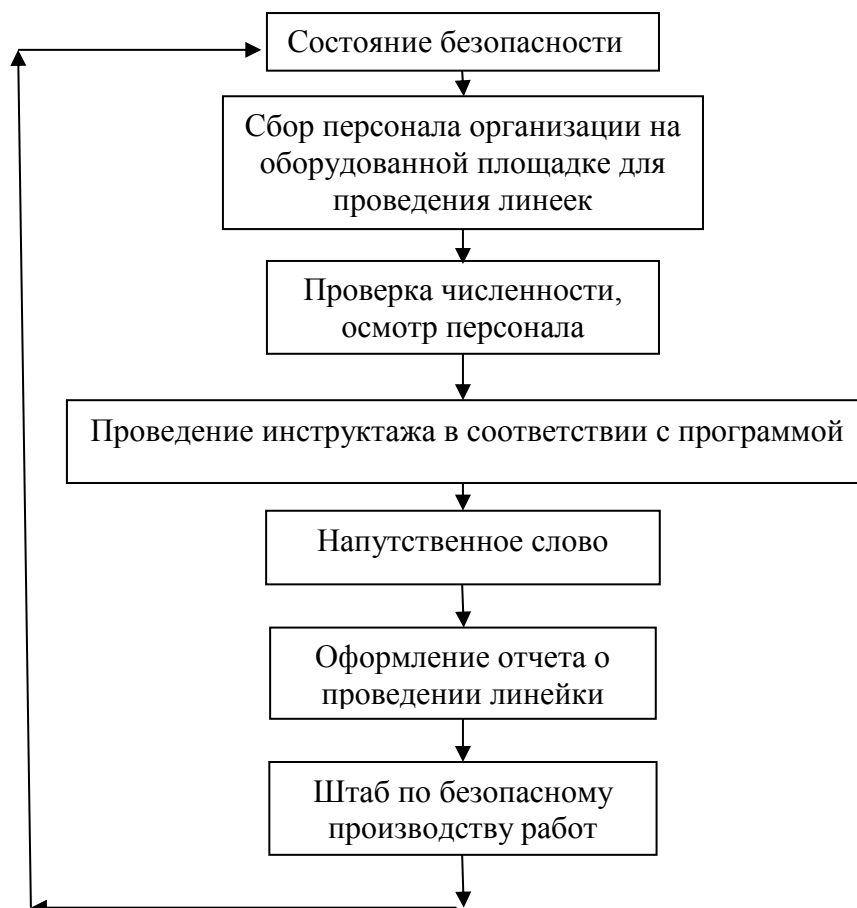 Состояние безопасности
Сбор персонала организации на
оборудованной площадке для
проведения линеек
Проверка численности,
осмотр персонала
Проведение инструктажа в соответствии с программой
Напутственное слово
Оформление отчета о
проведении линейки
Штаб по безопасному
производству работ